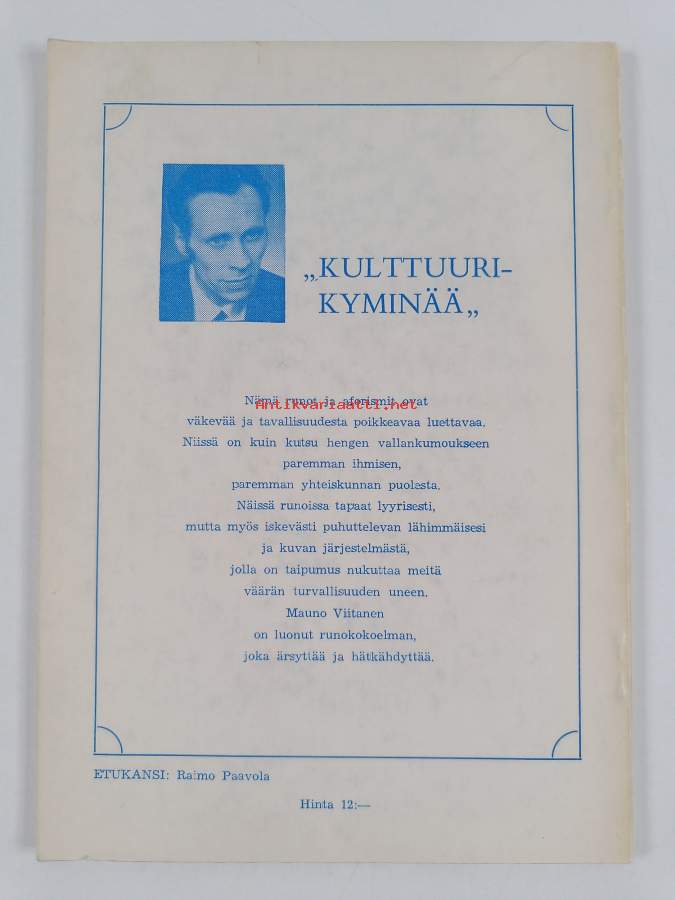 „KULTTUURI-
KYMINÄÄ„
Nämä runot ja aforismit ovat
Antikvariaatti.net
väkevää ja tavallisuudesta poikkeavaa luettavaa.
Niissä on kuin kutsu hengen vallankumoukseen
paremman ihmisen,
paremman yhteiskunnan puolesta.
Näissä runoissa tapaat lyyrisesti,
mutta myös iskevästi puhuttelevan lähimmäisesi
ja kuvan järjestelmästä,
jolla on taipumus nukuttaa meitä
väärän turvallisuuden uneen.
Mauno Viitanen
on luonut runokokoelman,
joka ärsyttää ja hätkähdyttää.
ETUKANSI: Raimo Paavola
Hinta 12:—